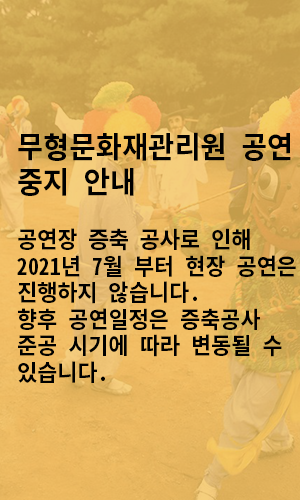 무형문화재관리원 공연
중지 안내
공연장 증축 공사로 인해
2021년 7월 부터 현장 공연은
진행하지 않습니다.
향후 공연일정은 증축공사
준공 시기에 따라 변동될 수
있습니다.